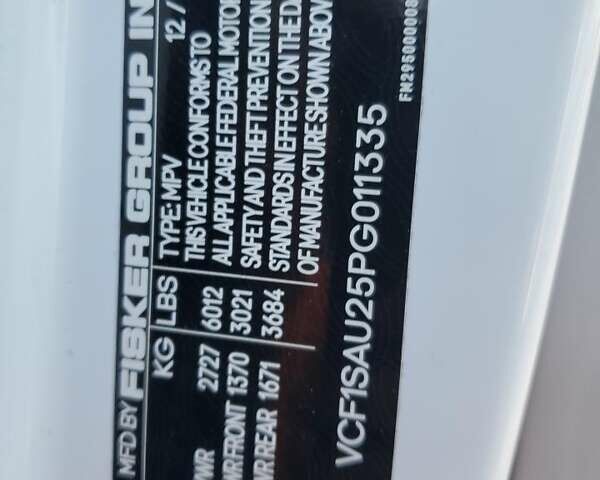 MFD BY FISKER GROUP IN
KG LBS TYPE: MPV 12 /
WR 2727 6012 THIS VEHICLE CONFORMS TO
WR FRONT 1370 3021 ALL APPLICABLE FEDERAL MOTOR
WR REAR 1671 3684 SAFETY AND THEFT PREVENTION
STANDARDS IN EFFECT ON THE D
OF MANUFACTURE SHOWN ABOV
VCF1SAU25PG011335
FM29500000